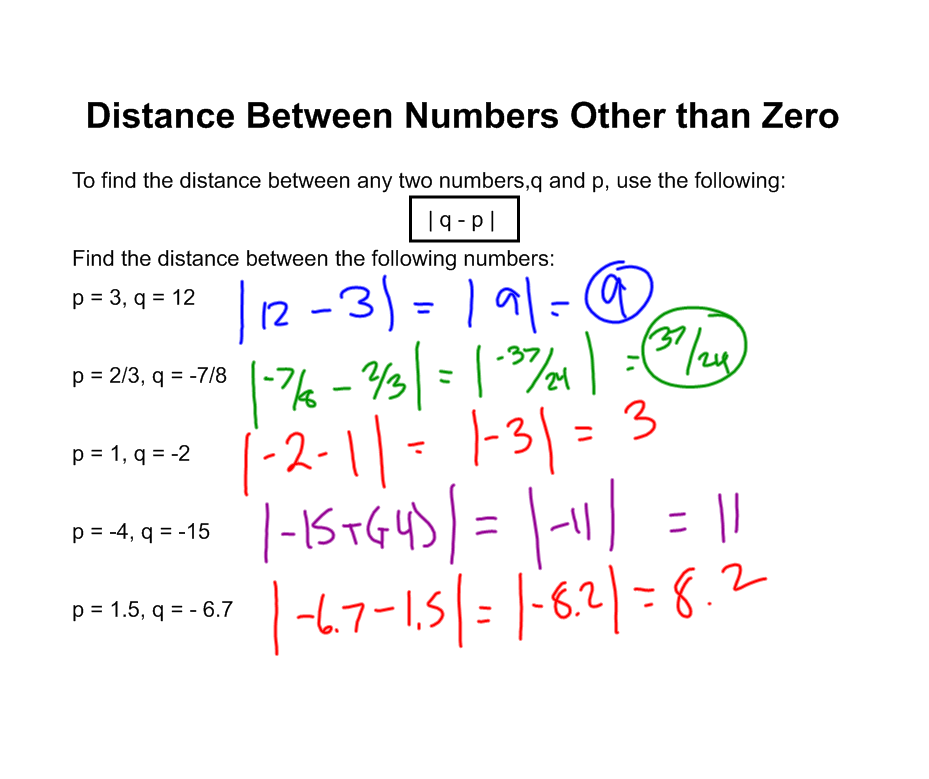 Distance Between Numbers Other than Zero
To find the distance between any two numbers,q and p, use the following:
| q - p |
Find the distance between the following numbers:
p = 3, q = 12 |12 - 3| = |9| = 9
p = 2/3, q = -7/8 |-7/8 - 2/3| = |-37/24| = 37/24
p = 1, q = -2 |-2 - 1| = |-3| = 3
p = -4, q = -15 |-15 + (-4)| = |-11| = 11
p = 1.5, q = - 6.7 |-6.7 - 1.5| = |-8.2| = 8.2